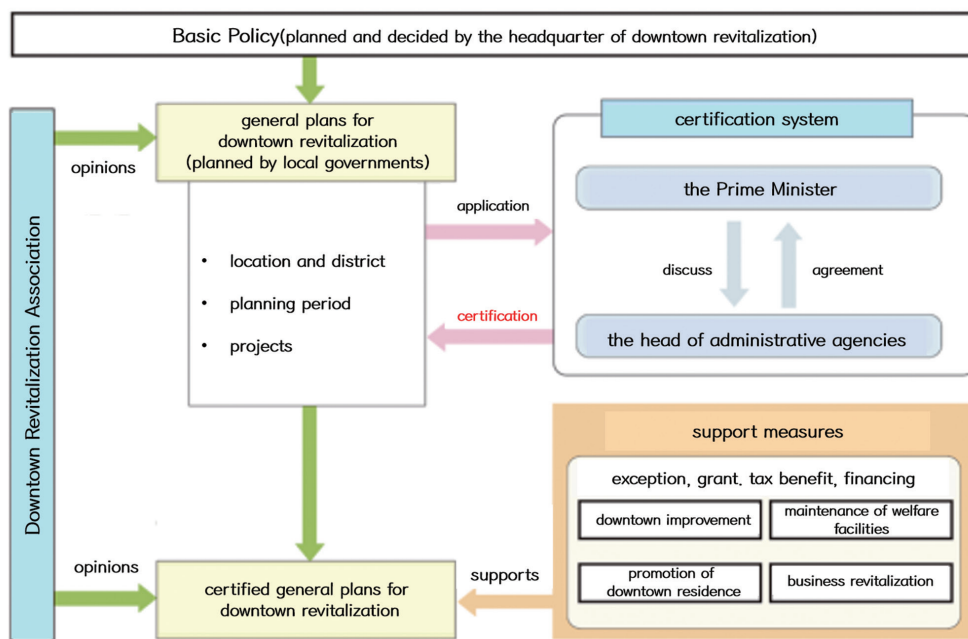 Basic Policy(planned and decided by the headquarter of downtown revitalization)
Downtown Revitalization Association
opinions
general plans for
downtown revitalization
(planned by local governments)
• location and district
• planning period
• projects
application
certification
certification system
the Prime Minister
discuss
agreement
the head of administrative agencies
support measures
exception, grant. tax benefit, financing
downtown improvement
maintenance of welfare
facilities
promotion of
downtown residence
business revitalization
opinions
certified general plans for
downtown revitalization
supports